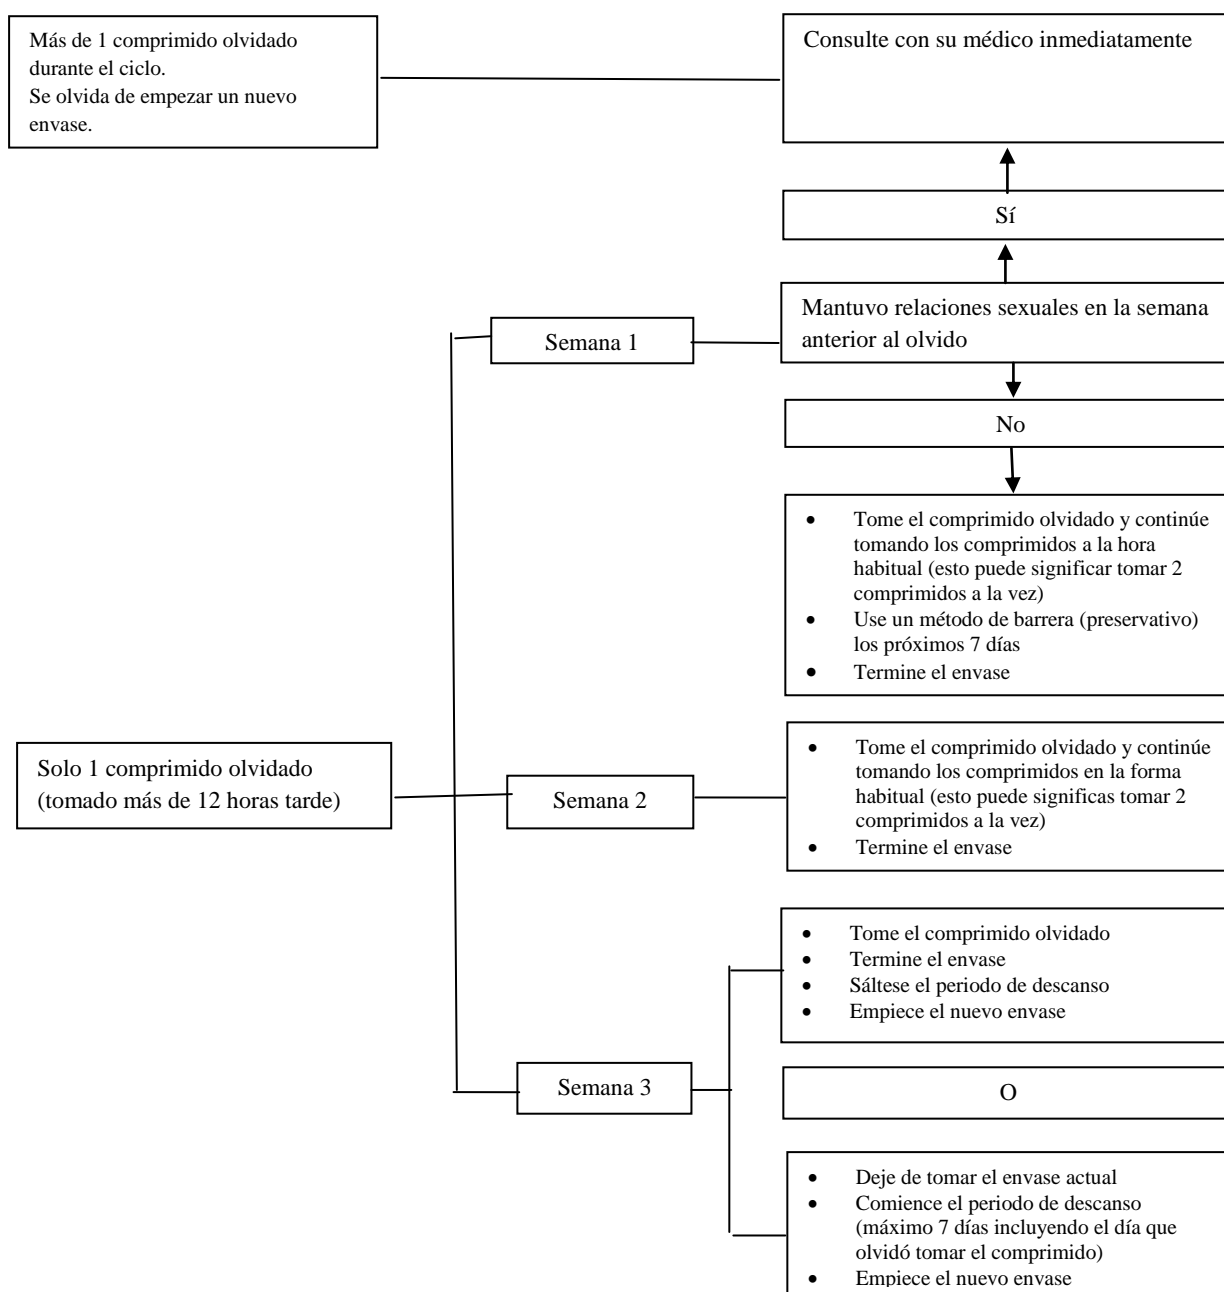 Más de 1 comprimido olvidado
durante el ciclo.
Se olvida de empezar un nuevo
envase.
Consulte con su médico inmediatamente
Sí
Mantuvo relaciones sexuales en la semana
anterior al olvido
Semana 1
No
• Tome el comprimido olvidado y continúe
tomando los comprimidos a la hora
habitual (esto puede significar tomar 2
comprimidos a la vez)
• Use un método de barrera (preservativo)
los próximos 7 días
• Termine el envase
Solo 1 comprimido olvidado
(tomado más de 12 horas tarde)
Semana 2
• Tome el comprimido olvidado y continúe
tomando los comprimidos en la forma
habitual (esto puede significas tomar 2
comprimidos a la vez)
• Termine el envase
Semana 3
• Tome el comprimido olvidado
• Termine el envase
• Sáltese el periodo de descanso
• Empiece el nuevo envase
O
• Deje de tomar el envase actual
• Comience el periodo de descanso
(máximo 7 días incluyendo el día que
olvidó tomar el comprimido)
• Empiece el nuevo envase